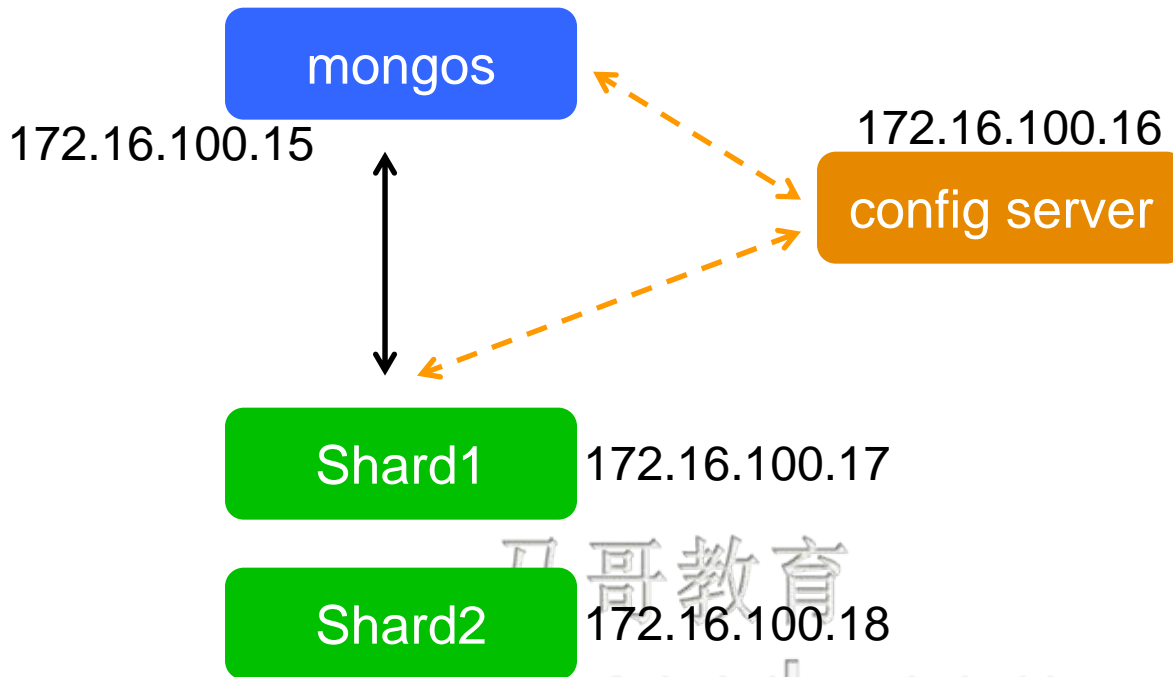 mongos
172.16.100.15
172.16.100.16
config server
Shard1
172.16.100.17
马哥教育
Shard2
172.16.100.18